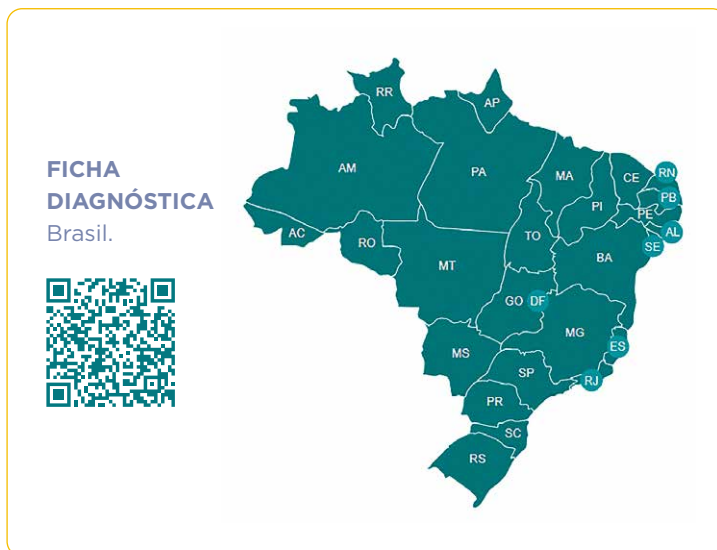 FICHA
DIAGNÓSTICA
Brasil.
RR
AP
AM
PA
MA
CE
RN
PI
PB
PE
AL
SE
AC
RO
TO
BA
MT
GO
DF
MG
MS
ES
SP
RJ
PR
SC
RS